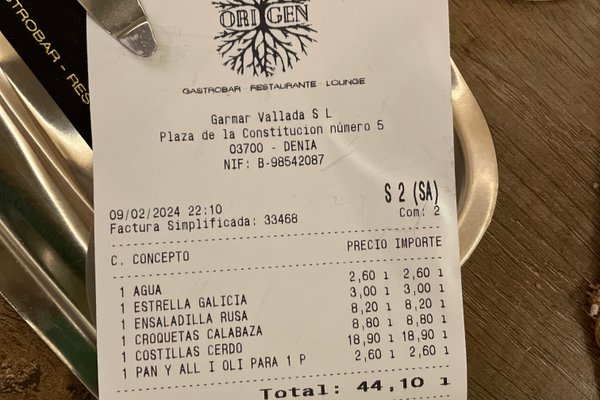 ORIGEN
GASTROBAR · RESTAURANTE · LOUNGE
Garmar Vallada S L
Plaza de la Constitucion número 5
03700 - DENIA
NIF: B-98542087
S 2 (SA)
09/02/2024 22:10 Com: 2
Factura Simplificada: 33468
C. CONCEPTO PRECIO IMPORTE
1 AGUA 2,60 1 2,60 1
1 ESTRELLA GALICIA 3,00 1 3,00 1
1 ENSALADILLA RUSA 8,20 1 8,20 1
1 CROQUETAS CALABAZA 8,80 1 8,80 1
1 COSTILLAS CERDO 18,90 1 18,90 1
1 PAN Y ALL I OLI PARA 1 P 2,60 1 2,60 1
Total: 44,10 1
STROBAR - RES